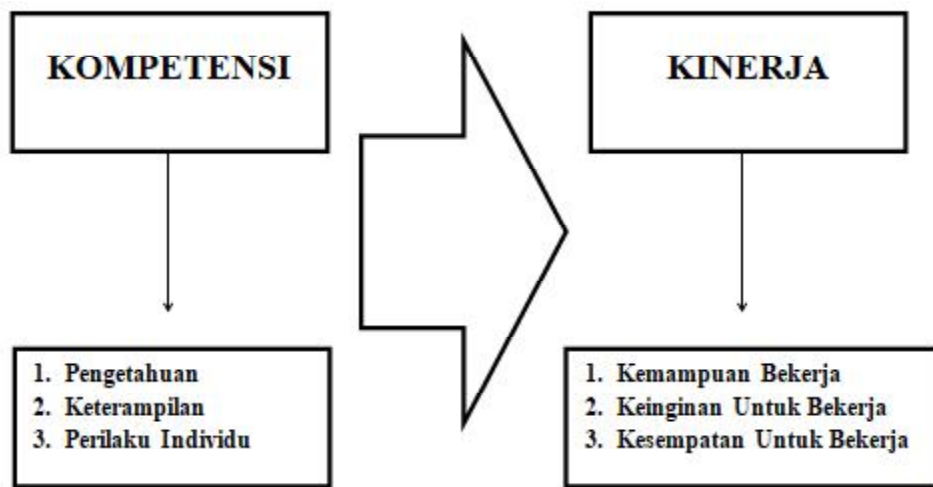 KOMPETENSI
KINERJA
1. Pengetahuan
2. Keterampilan
3. Perilaku Individu
1. Kemampuan Bekerja
2. Keinginan Untuk Bekerja
3. Kesempatan Untuk Bekerja